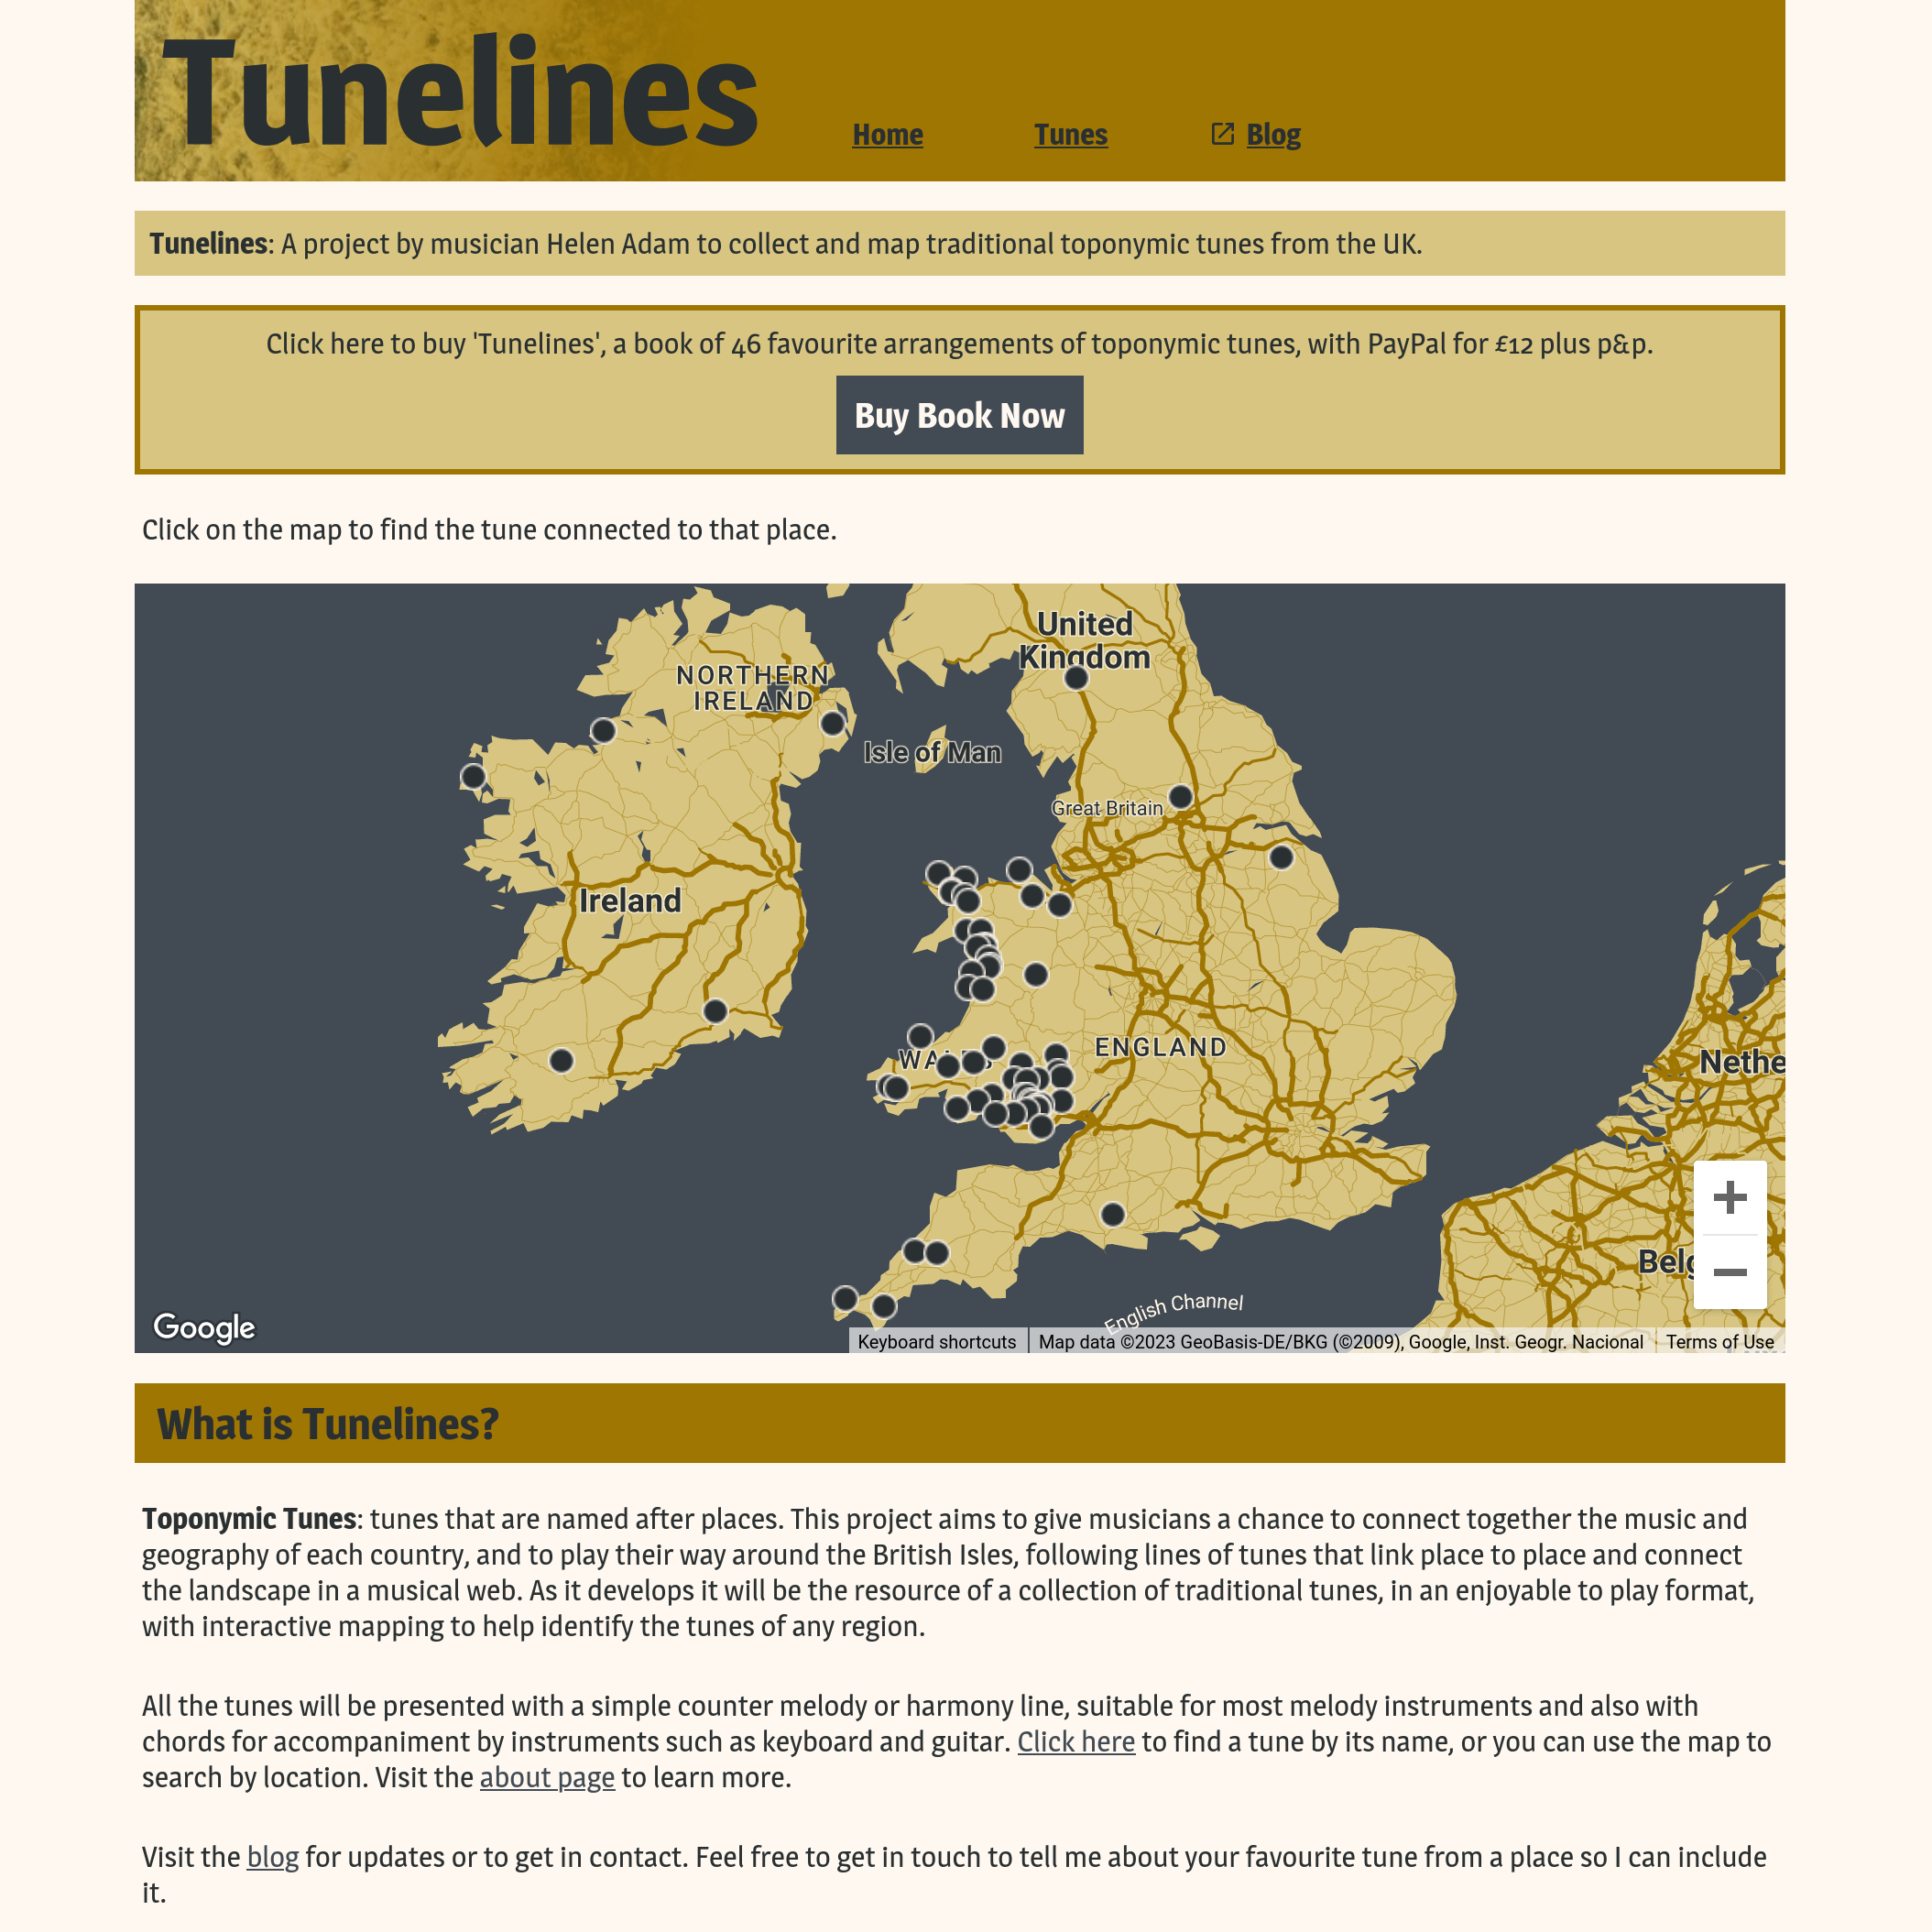 Tunelines
Home
Tunes
Blog
Tunelines: A project by musician Helen Adam to collect and map traditional toponymic tunes from the UK.
Click here to buy 'Tunelines', a book of 46 favourite arrangements of toponymic tunes, with PayPal for £12 plus p&p.
Buy Book Now
Click on the map to find the tune connected to that place.
United
Kingdom
NORTHERN
IRELAND
Isle of Man
Great Britain
Ireland
WALES
ENGLAND
Nethe
Belg
English Channel
Google
Keyboard shortcuts
Map data ©2023 GeoBasis-DE/BKG (©2009), Google, Inst. Geogr. Nacional
Terms of Use
What is Tunelines?
Toponymic Tunes: tunes that are named after places. This project aims to give musicians a chance to connect together the music and
geography of each country, and to play their way around the British Isles, following lines of tunes that link place to place and connect
the landscape in a musical web. As it develops it will be the resource of a collection of traditional tunes, in an enjoyable to play format,
with interactive mapping to help identify the tunes of any region.
All the tunes will be presented with a simple counter melody or harmony line, suitable for most melody instruments and also with
chords for accompaniment by instruments such as keyboard and guitar. Click here to find a tune by its name, or you can use the map to
search by location. Visit the about page to learn more.
Visit the blog for updates or to get in contact. Feel free to get in touch to tell me about your favourite tune from a place so I can include
it.